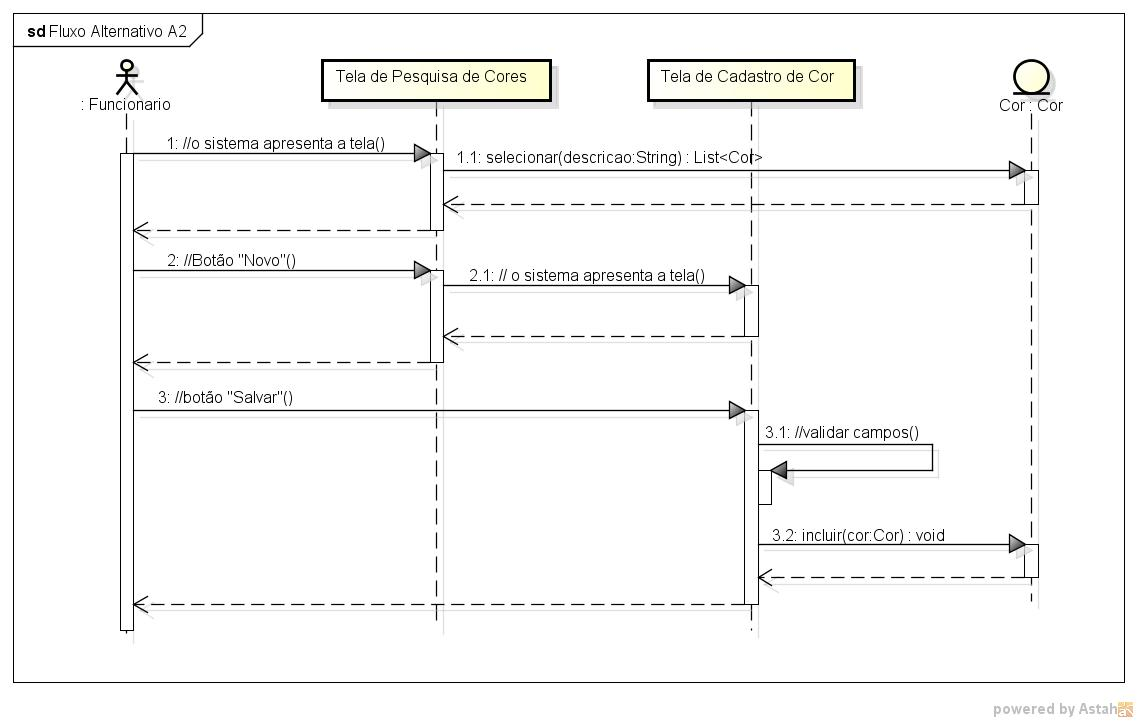 sd Fluxo Alternativo A2
Tela de Pesquisa de Cores
Tela de Cadastro de Cor
: Funcionario
Cor : Cor
1: //o sistema apresenta a tela()
1.1: selecionar(descricao:String) : List<Cor>
2: //Botão "Novo"()
2.1: // o sistema apresenta a tela()
3: //botão "Salvar"()
3.1: //validar campos()
3.2: incluir(cor:Cor) : void
powered by Astah